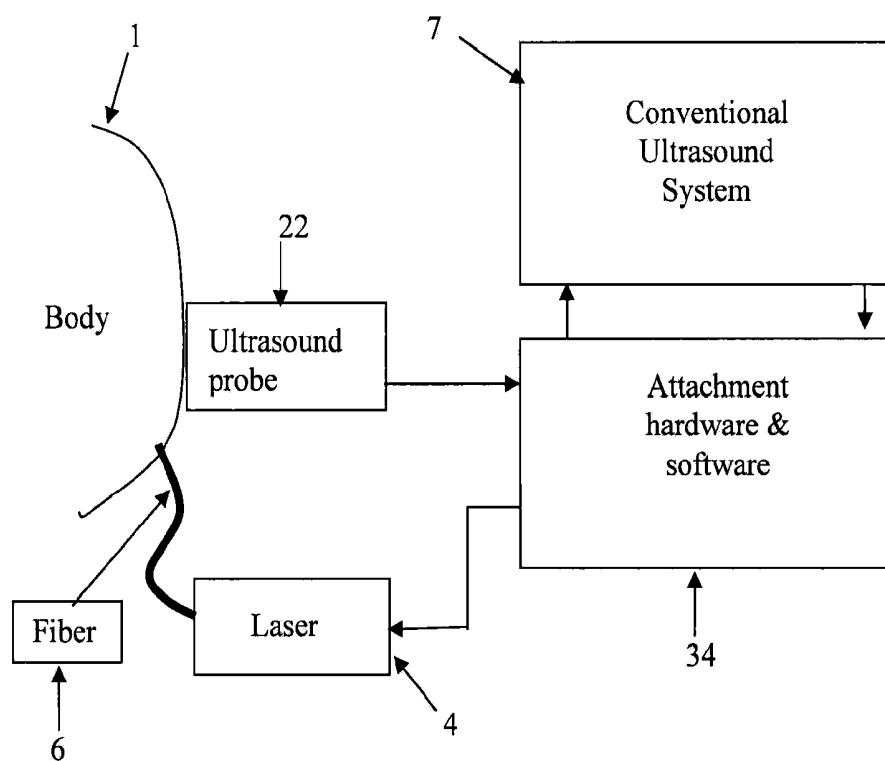 1
7
Conventional
Ultrasound
System
22
Body
Ultrasound
probe
Attachment
hardware &
software
Fiber
Laser
34
4
6